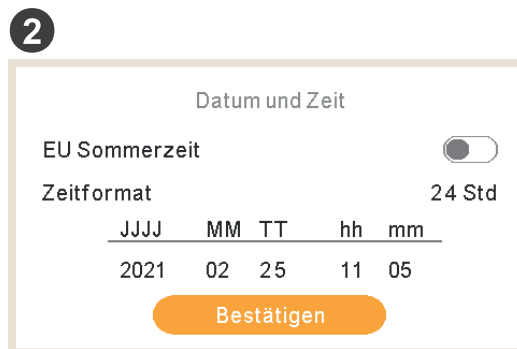 2
Datum und Zeit
EU Sommerzeit
Zeitformat 24 Std
JJJJ MM TT hh mm
2021 02 25 11 05
Bestätigen